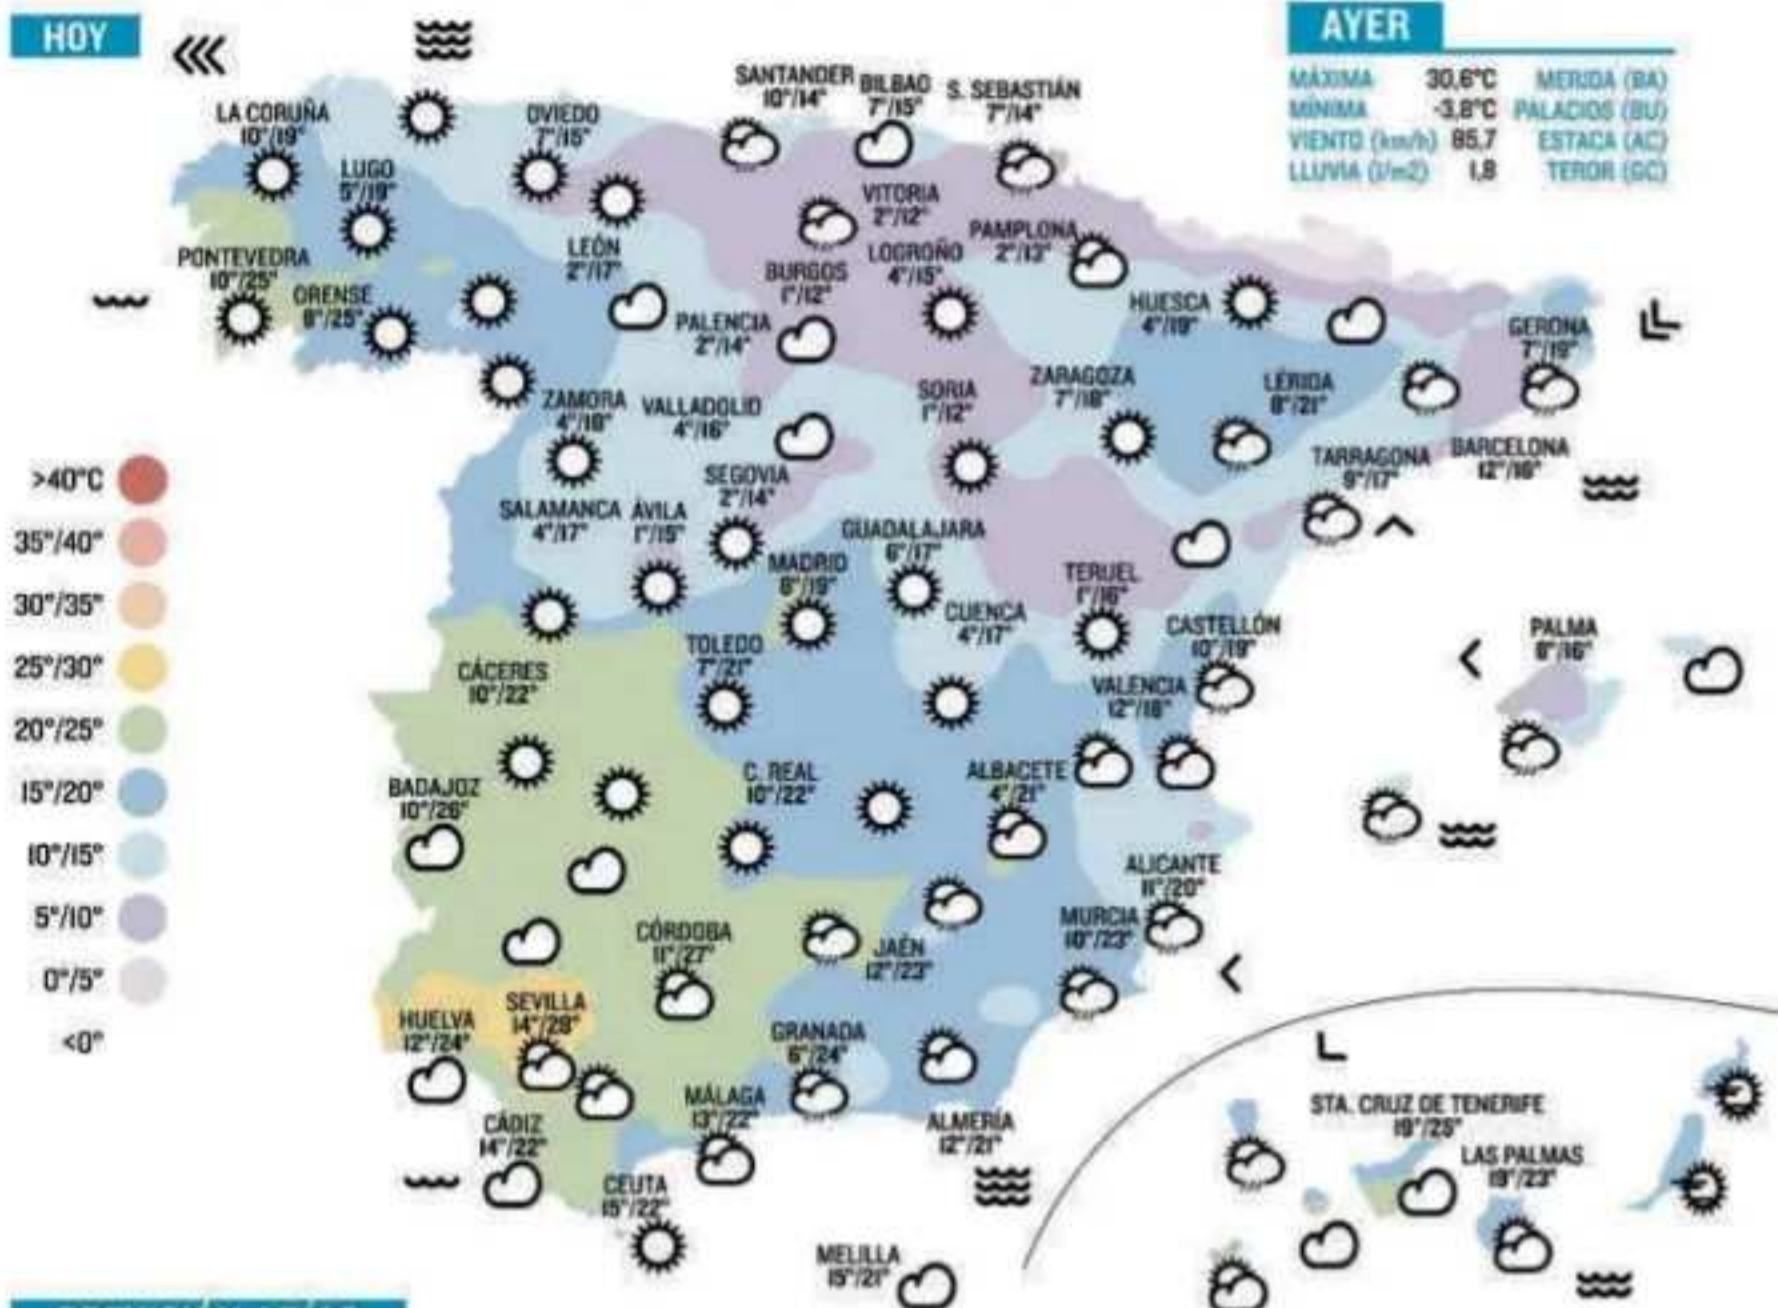 HOY
AYER
MÁXIMA 30,6°C MERIDA (BA)
MÍNIMA -3,8°C PALACIOS (BU)
VIENTO (km/h) 85,7 ESTACA (AC)
LLUVIA (l/m2) 1,8 TEROR (GC)
LA CORUÑA
10°/19°
LUGO
5°/19°
OVIEDO
7°/15°
SANTANDER
10°/14°
BILBAO
7°/15°
S. SEBASTIÁN
7°/14°
VITORIA
2°/12°
PAMPLONA
2°/13°
LOGROÑO
4°/15°
BURGOS
1°/12°
LEÓN
2°/17°
PONTEVEDRA
10°/25°
ORENSE
8°/25°
PALENCIA
2°/14°
HUESCA
4°/19°
GERONA
7°/19°
ZAMORA
4°/18°
VALLADOLID
4°/16°
SORIA
1°/12°
ZARAGOZA
7°/18°
LÉRIDA
8°/21°
TARRAGONA
9°/17°
BARCELONA
12°/16°
SEGOVIA
2°/14°
SALAMANCA
4°/17°
ÁVILA
1°/15°
GUADALAJARA
6°/17°
MADRID
8°/19°
TERUEL
1°/16°
CUENCA
4°/17°
CASTELLÓN
10°/19°
PALMA
8°/16°
TOLEDO
7°/21°
CÁCERES
10°/22°
VALENCIA
12°/18°
BADAJOZ
10°/26°
C. REAL
10°/22°
ALBACETE
4°/21°
ALICANTE
11°/20°
MURCIA
10°/23°
CÓRDOBA
11°/27°
JAÉN
12°/23°
SEVILLA
14°/28°
HUELVA
12°/24°
GRANADA
6°/24°
MÁLAGA
13°/22°
ALMERÍA
12°/21°
CÁDIZ
14°/22°
CEUTA
15°/22°
MELILLA
15°/21°
STA. CRUZ DE TENERIFE
19°/25°
LAS PALMAS
19°/23°
>40°C
35°/40°
30°/35°
25°/30°
20°/25°
15°/20°
10°/15°
5°/10°
0°/5°
<0°